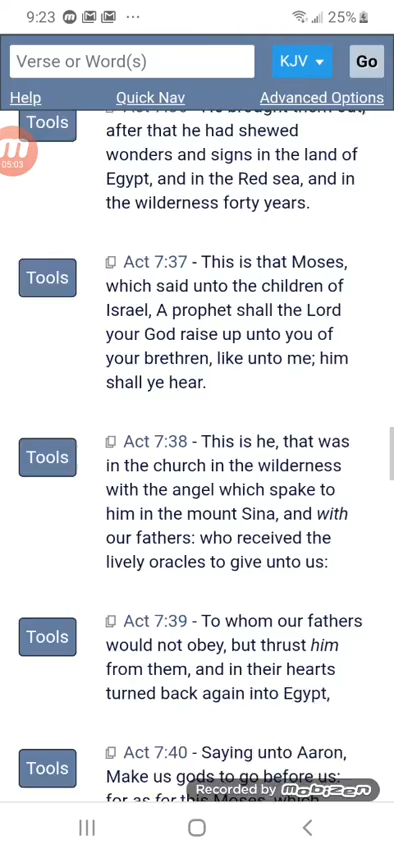 9:23 25%
Verse or Word(s) KJV Go
Help Quick Nav Advanced Options
Tools
after that he had shewed
wonders and signs in the land of
Egypt, and in the Red sea, and in
the wilderness forty years.
05:03
Tools
Act 7:37 - This is that Moses,
which said unto the children of
Israel, A prophet shall the Lord
your God raise up unto you of
your brethren, like unto me; him
shall ye hear.
Tools
Act 7:38 - This is he, that was
in the church in the wilderness
with the angel which spake to
him in the mount Sina, and with
our fathers: who received the
lively oracles to give unto us:
Tools
Act 7:39 - To whom our fathers
would not obey, but thrust him
from them, and in their hearts
turned back again into Egypt,
Tools
Act 7:40 - Saying unto Aaron,
Make us gods to go before us:
for as for this Moses, which
Recorded by mobizen